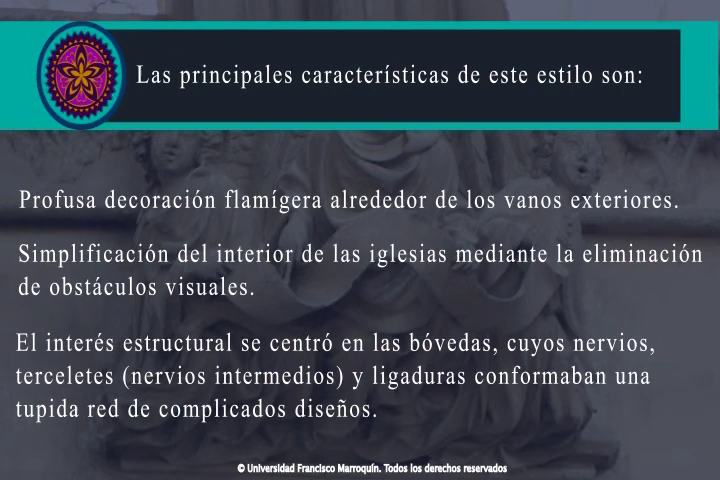 Las principales características de este estilo son:
Profusa decoración flamígera alrededor de los vanos exteriores.
Simplificación del interior de las iglesias mediante la eliminación
de obstáculos visuales.
El interés estructural se centró en las bóvedas, cuyos nervios,
terceletes (nervios intermedios) y ligaduras conformaban una
tupida red de complicados diseños.
© Universidad Francisco Marroquín. Todos los derechos reservados